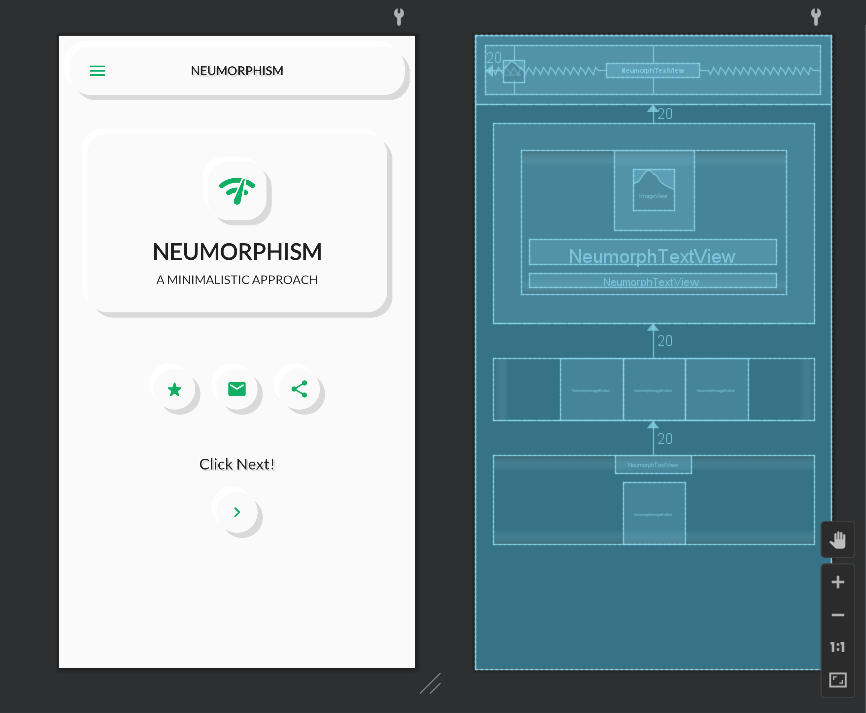 NEUMORPHISM
NEUMORPHISM
A MINIMALISTIC APPROACH
Click Next!
20
NeumorphTextView
20
ImageView
NeumorphTextView
NeumorphTextView
20
NeumorphImageButton
NeumorphImageButton
NeumorphImageButton
20
NeumorphTextView
NeumorphImageButton
1:1